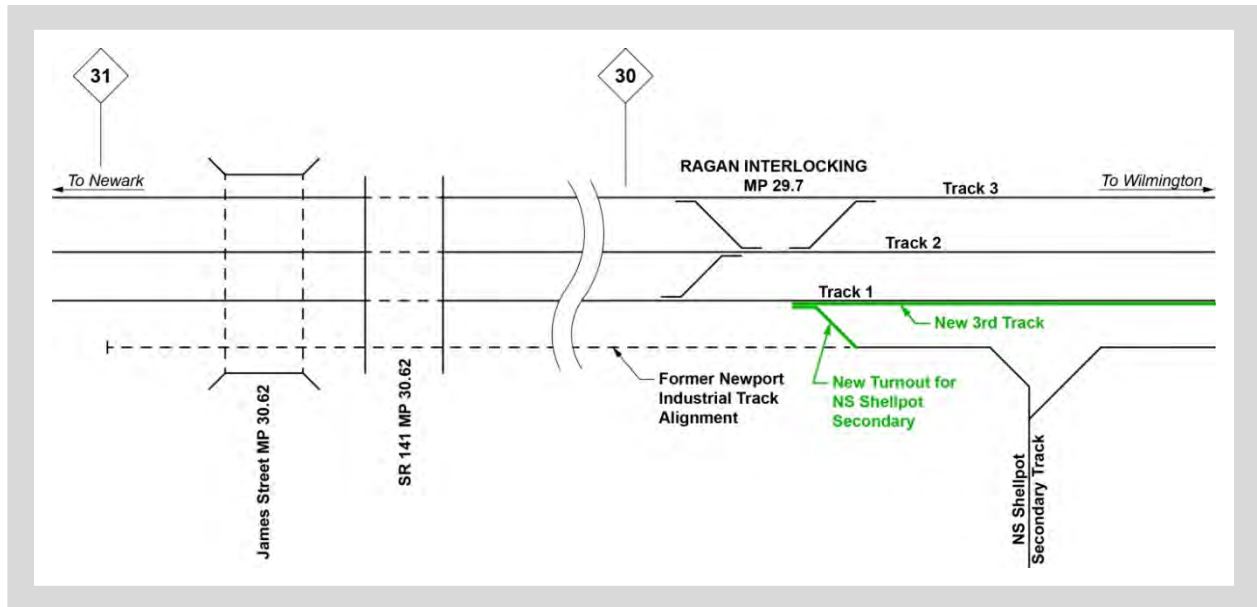 31
30
RAGAN INTERLOCKING
MP 29.7
To Newark
Track 3
To Wilmington
Track 2
Track 1
New 3rd Track
Former Newport
Industrial Track
Alignment
New Turnout for
NS Shellpot
Secondary
James Street MP 30.62
SR 141 MP 30.62
NS Shellpot
Secondary Track